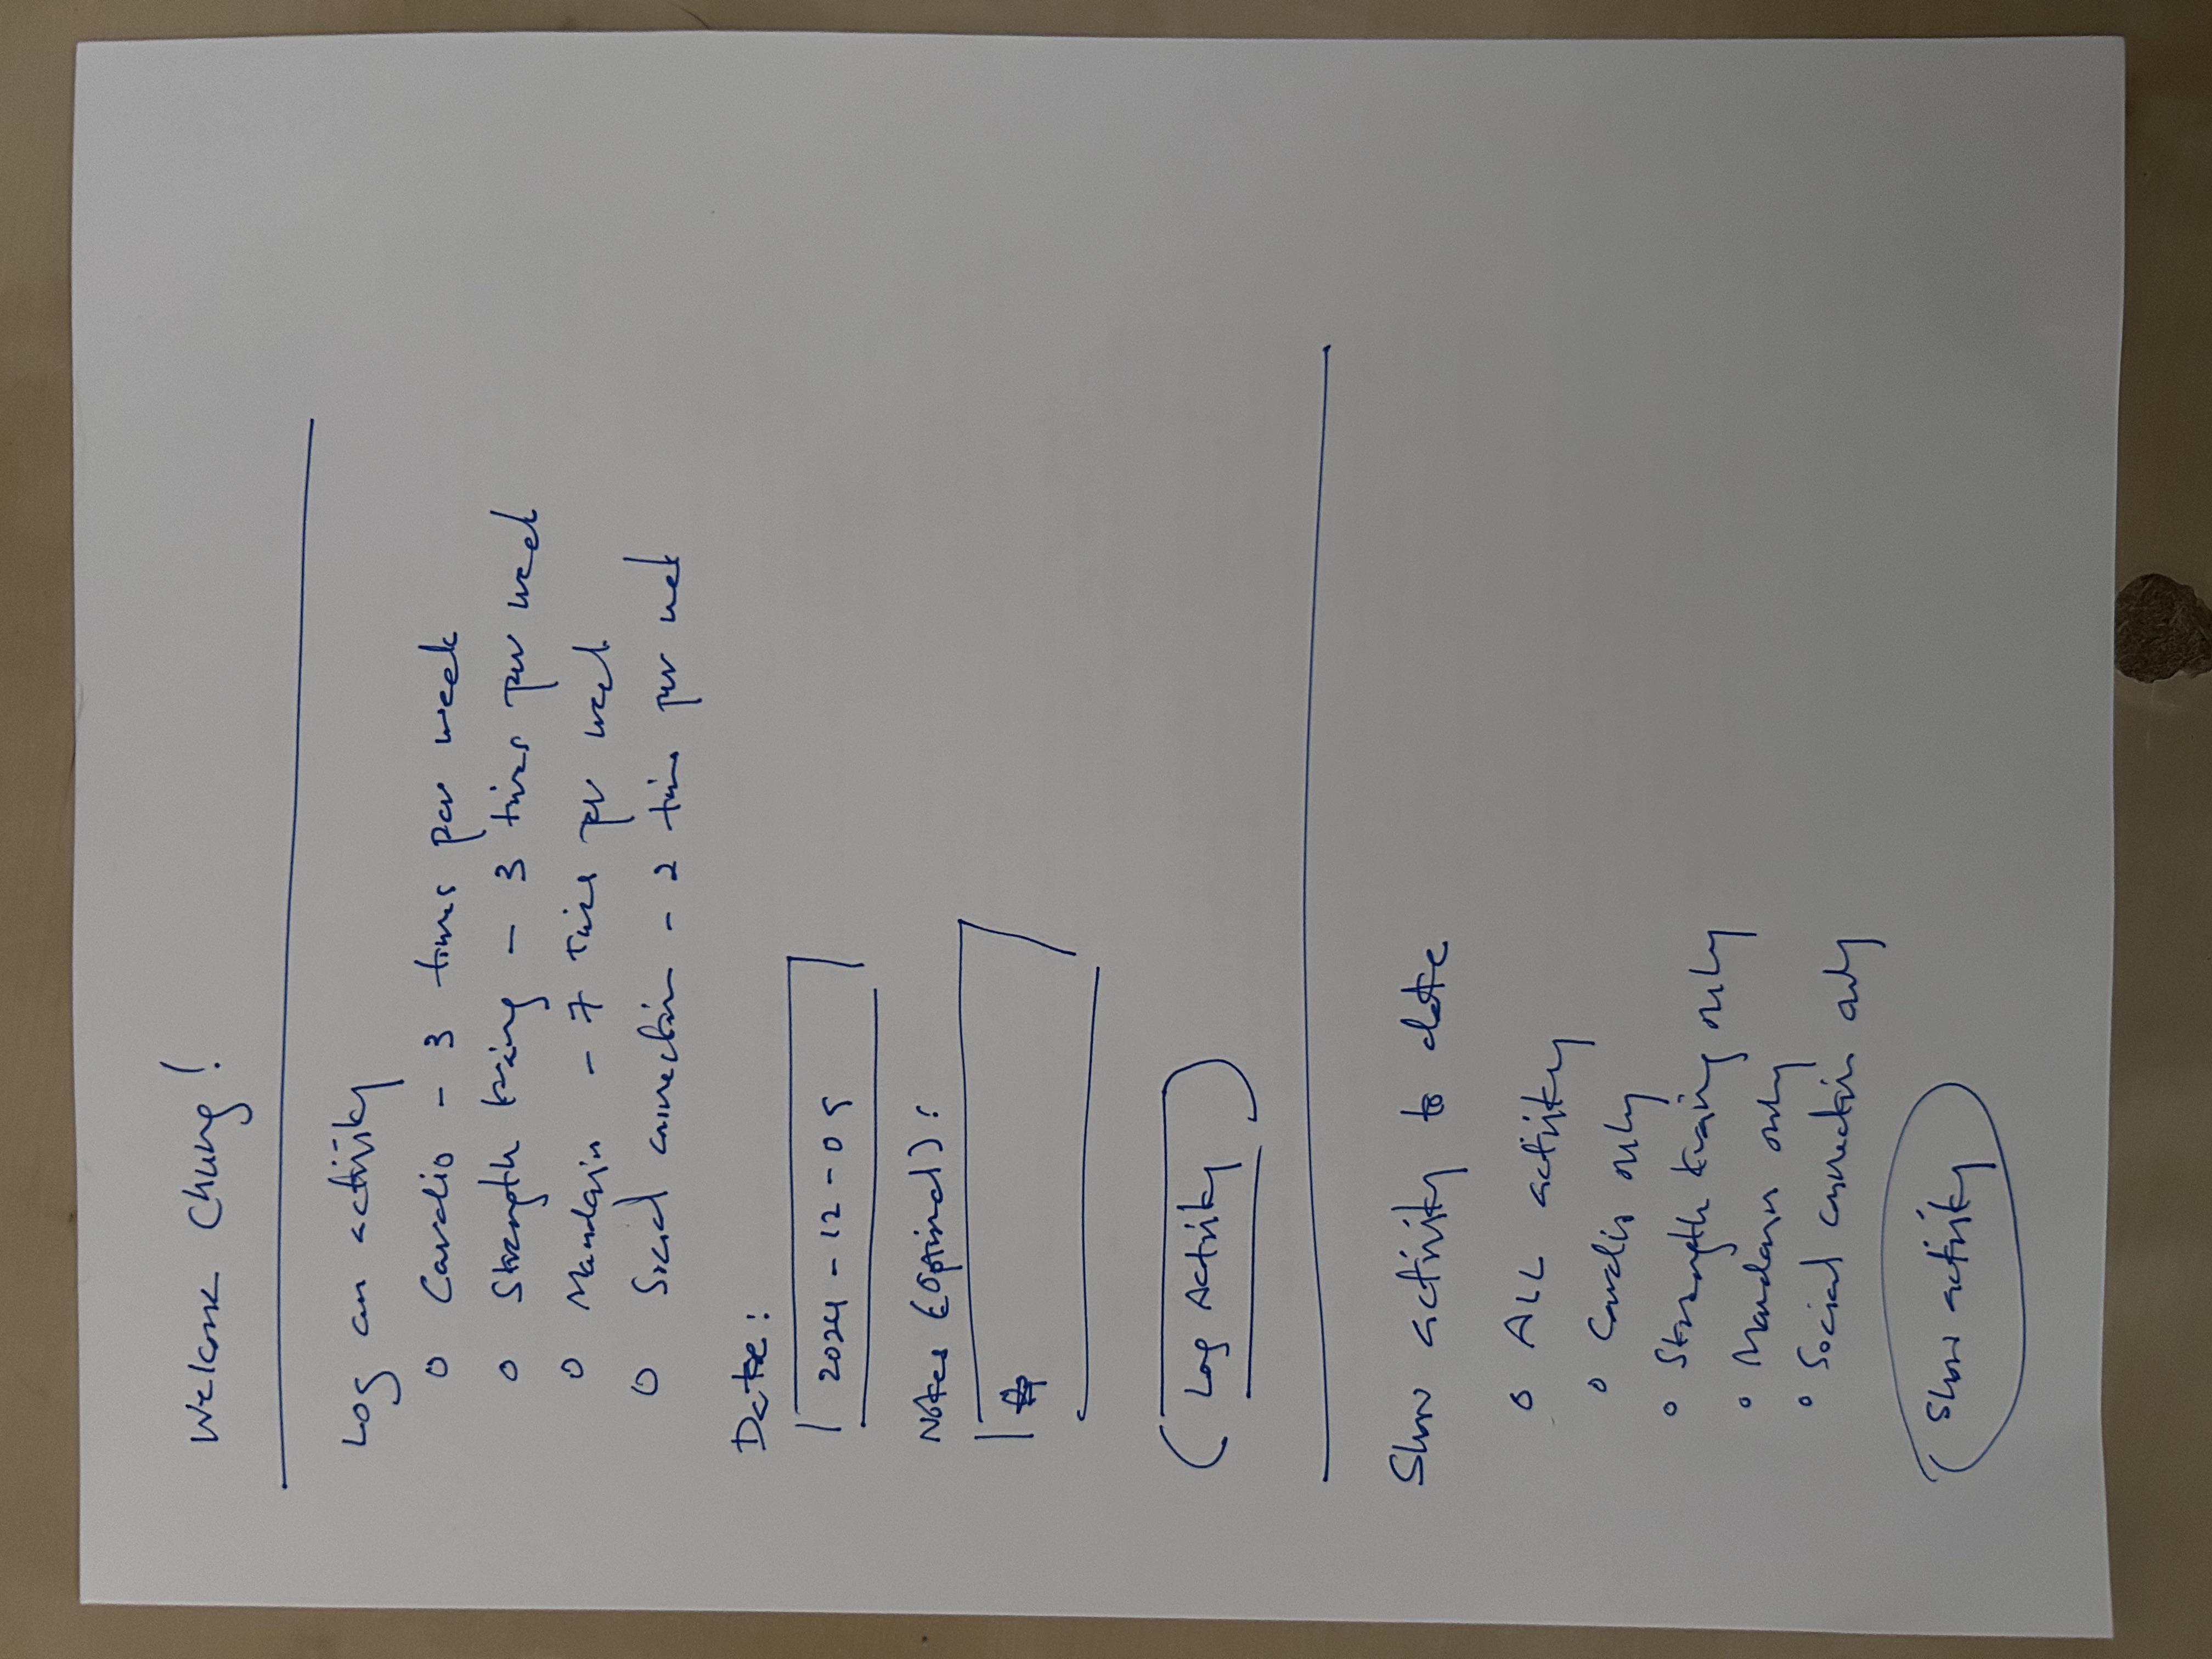 Welcome Chung!
Log an activity
Cardio - 3 times per week
Strength training - 3 times per week
Mandarin - 7 times per week
Social connection - 2 times per week
Date:
2024-12-09
Notes (Optional):
Log Activity
Show activity to date
ALL activity
Cardio only
Strength training only
Mandarin only
Social connection only
Show activity